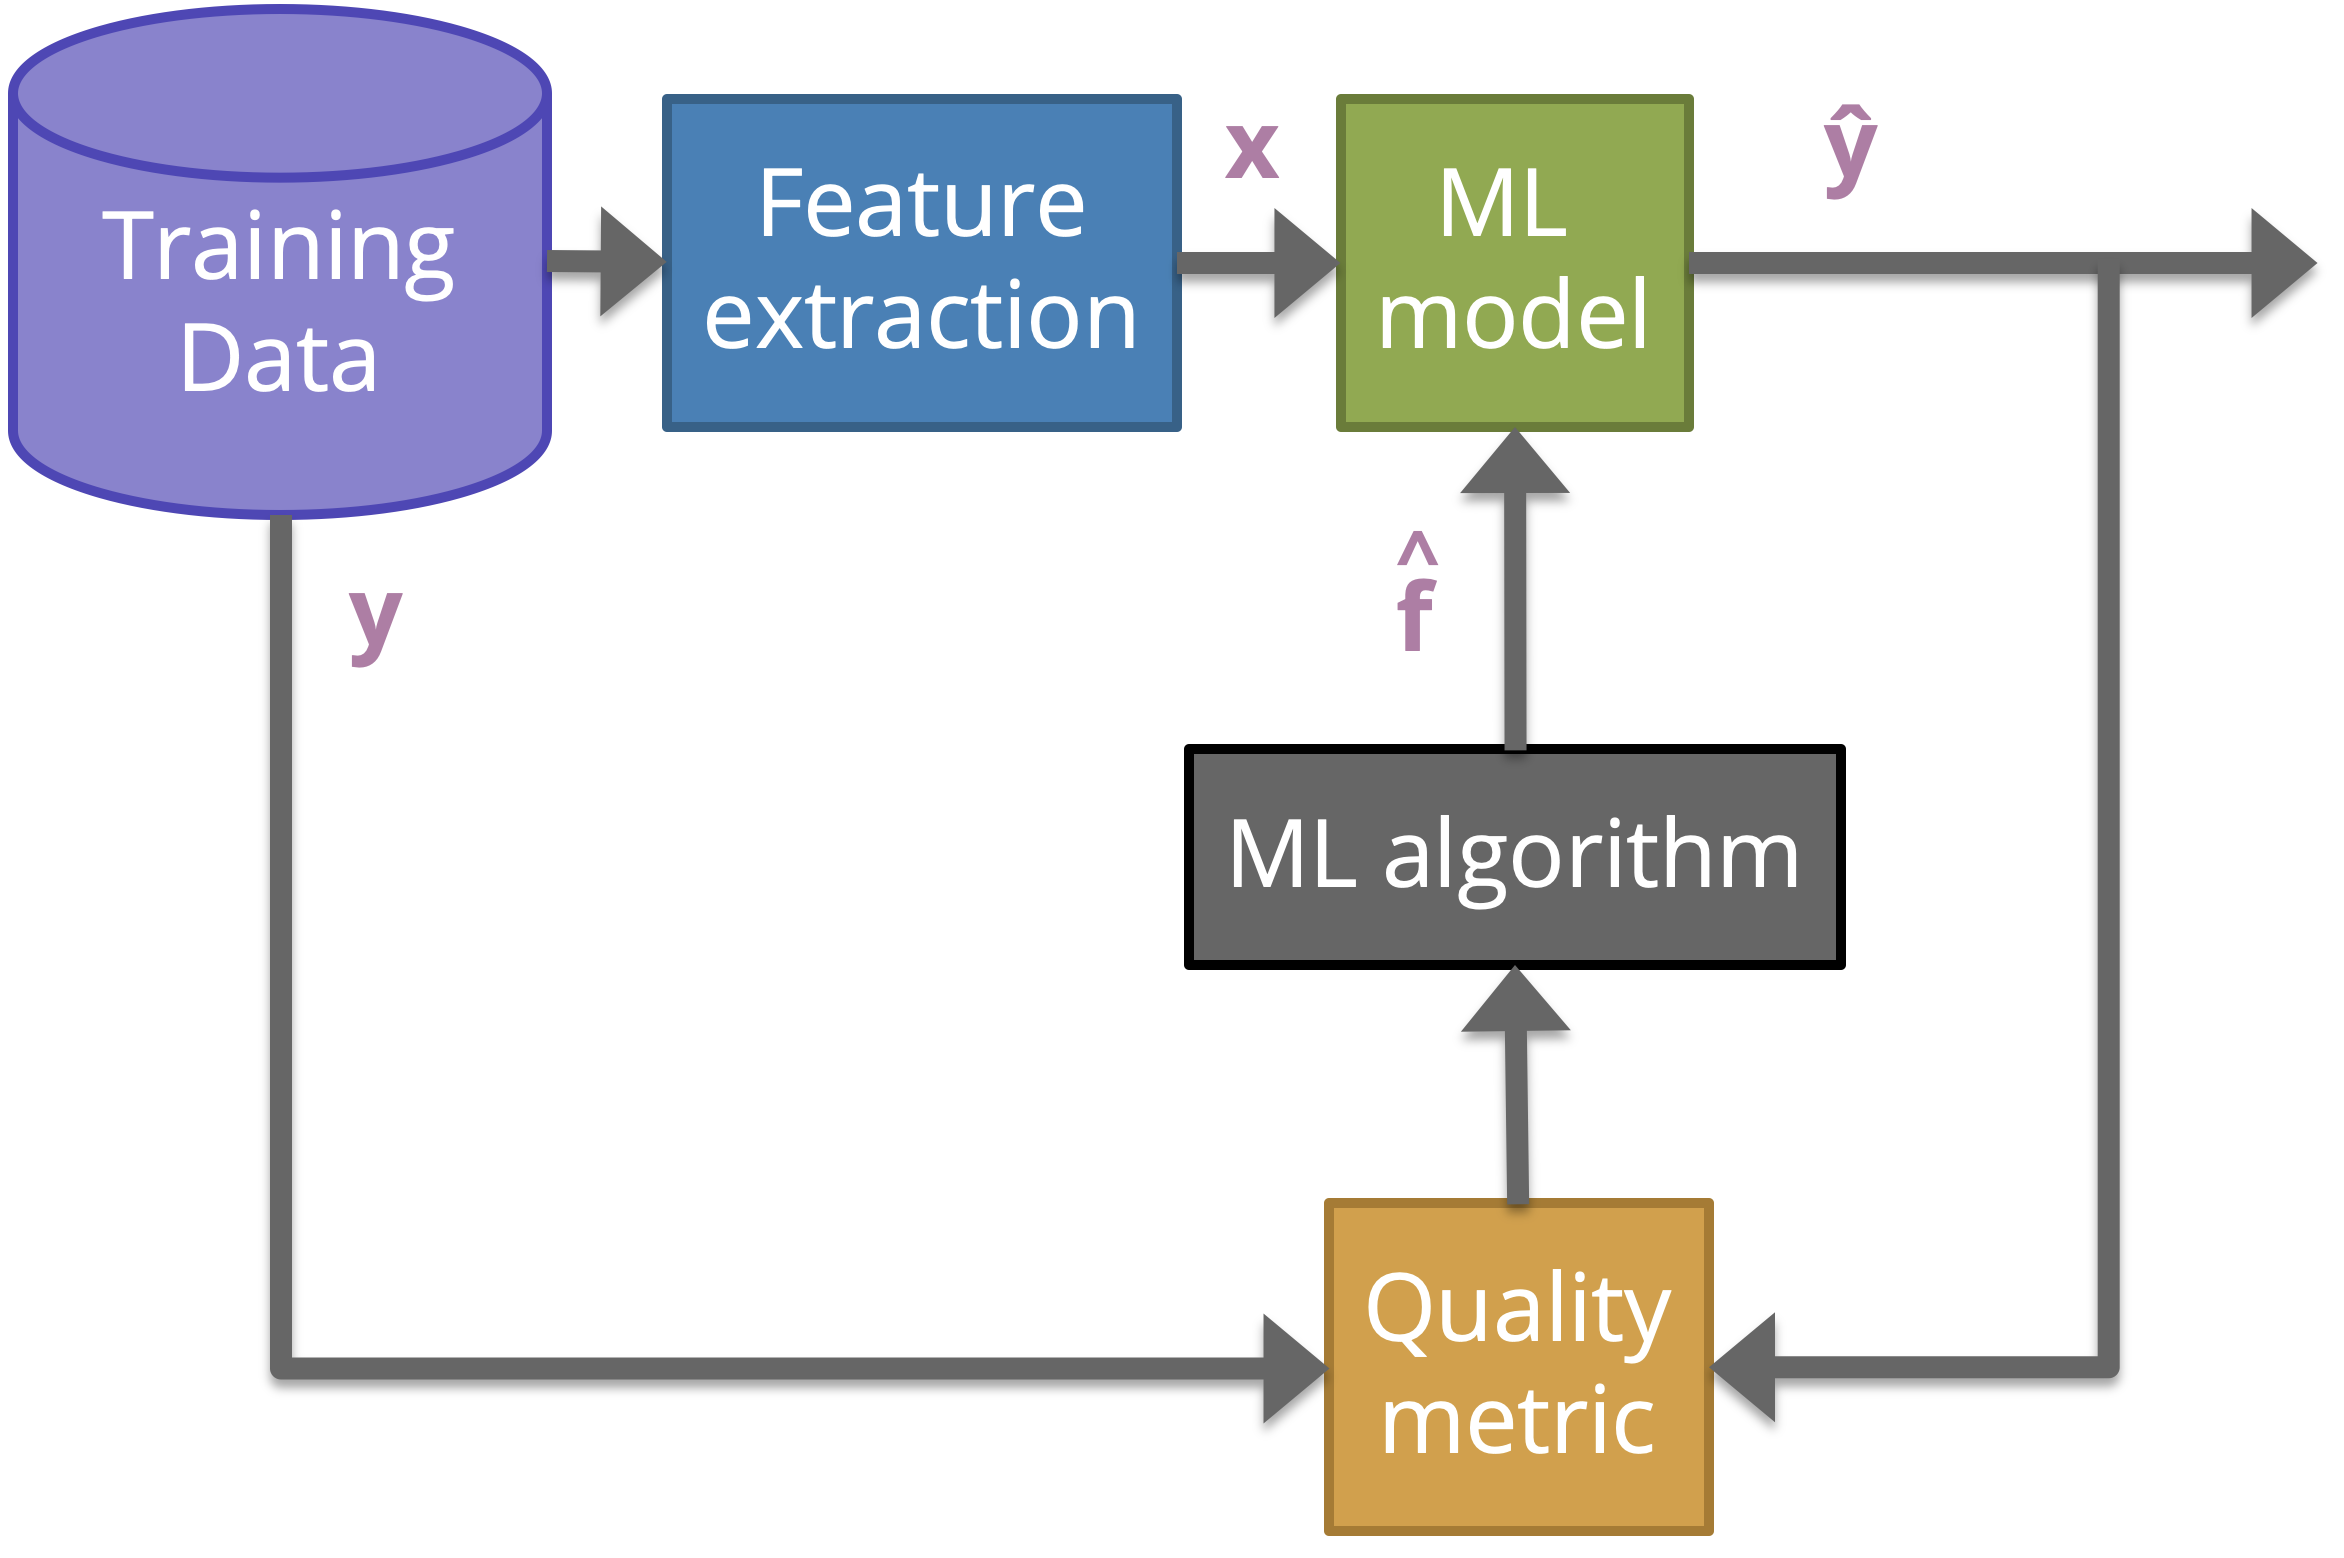 Training
Data
Feature
extraction
x
ML
model
ŷ
y
f̂
ML algorithm
Quality
metric